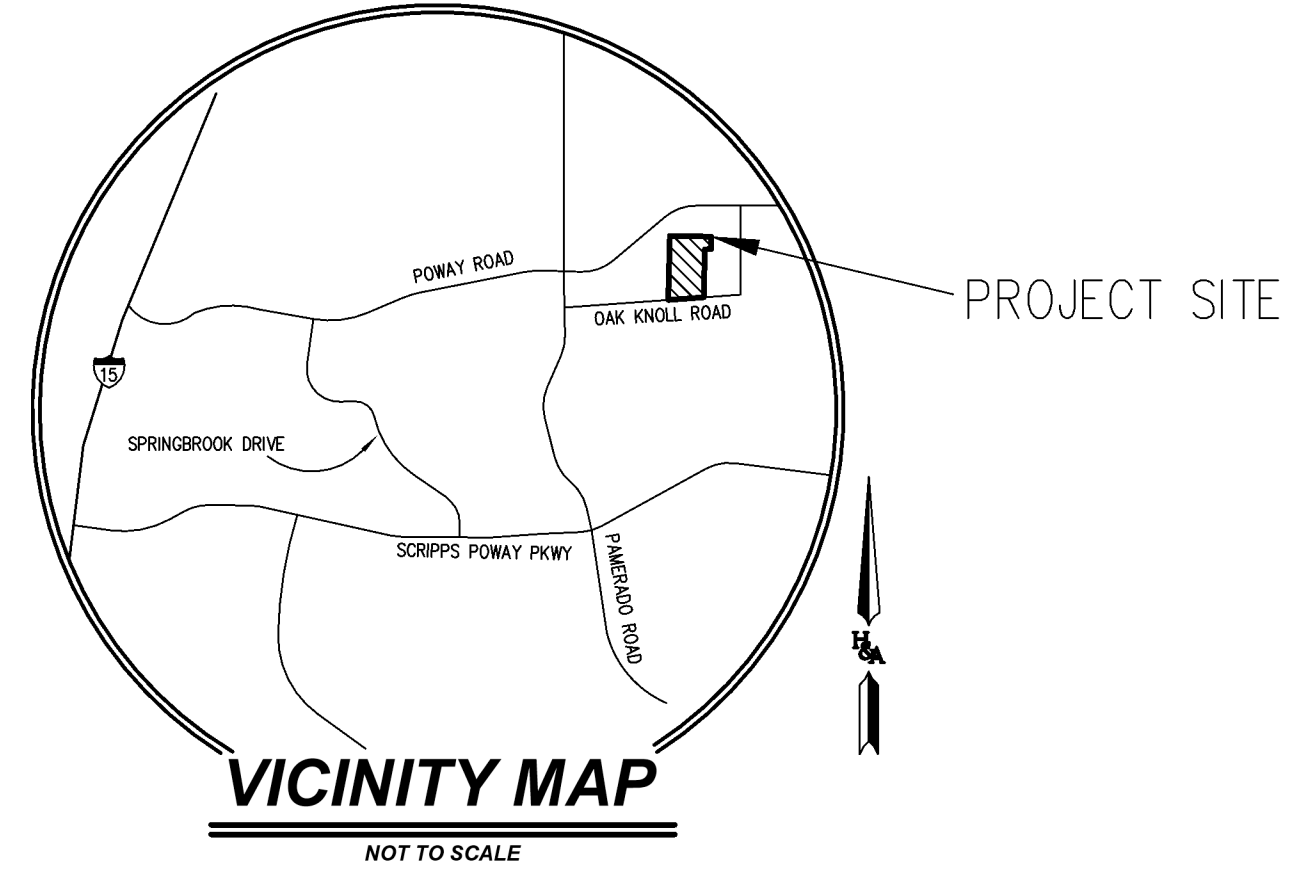 POWAY ROAD
PROJECT SITE
OAK KNOLL ROAD
15
SPRINGBROOK DRIVE
SCRIPPS POWAY PKWY
PAMERADO ROAD
H&A
VICINITY MAP
NOT TO SCALE